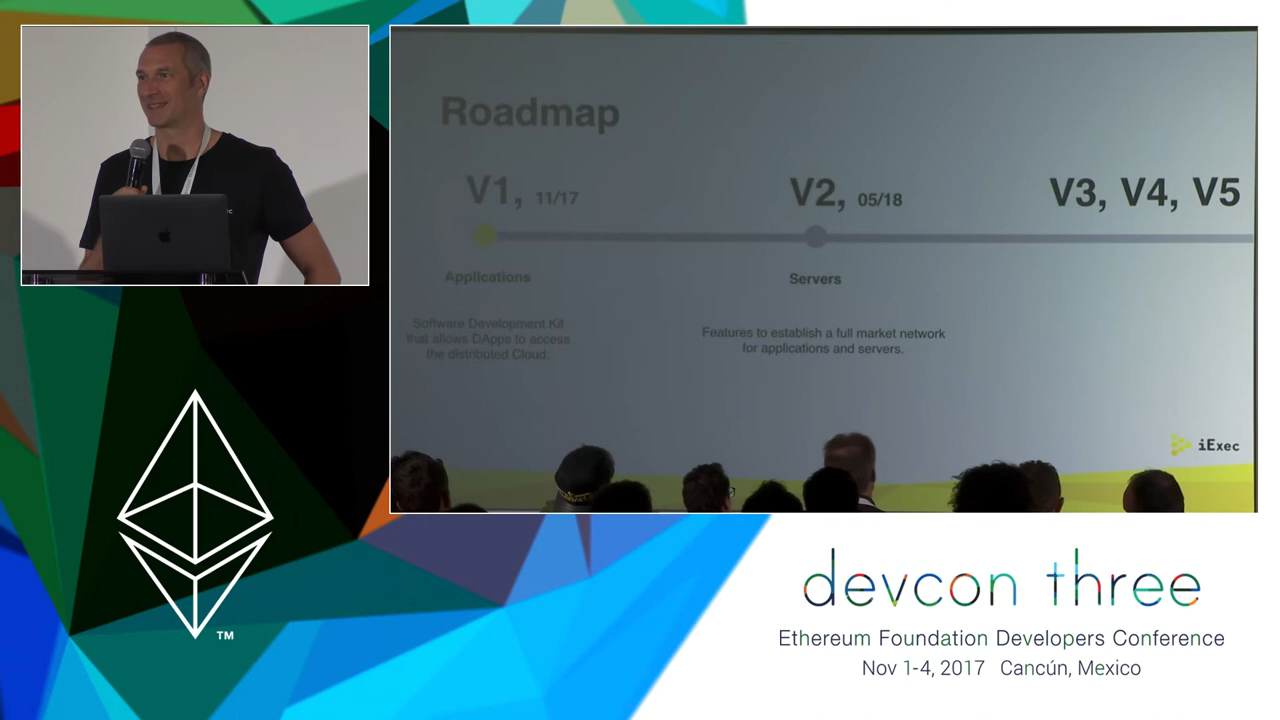 Roadmap
V1, 11/17
V2, 05/18
V3, V4, V5
Applications
Servers
Software Development Kit
that allows DApps to access
the distributed Cloud.
Features to establish a full market network
for applications and servers.
iExec
TM
devcon three
Ethereum Foundation Developers Conference
Nov 1-4, 2017 Cancún, Mexico